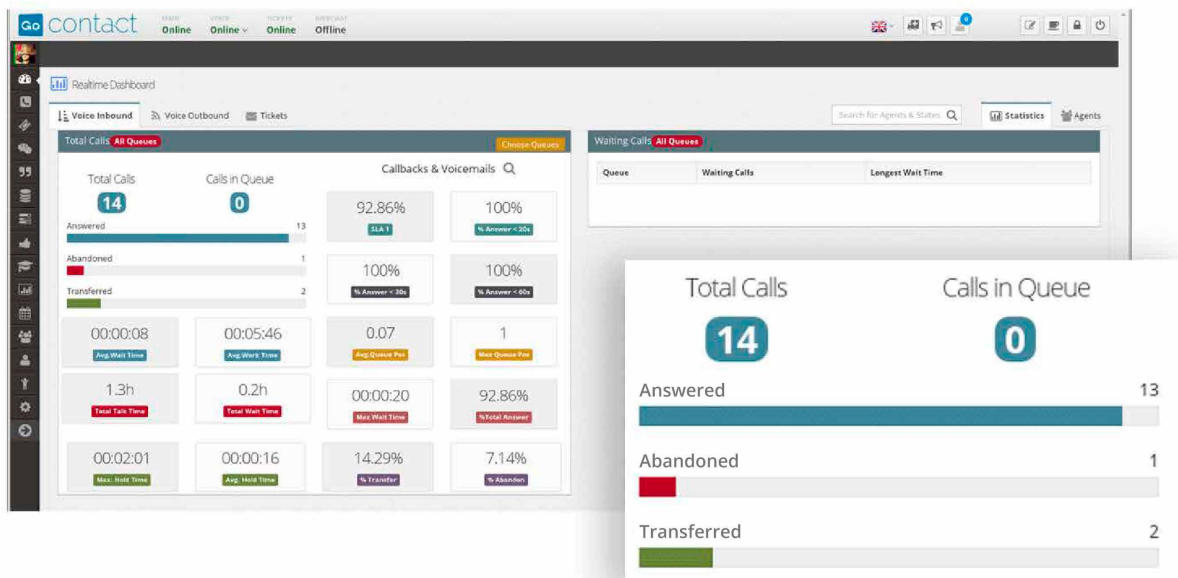 Go contact
Online
Online
TICKETS
Online
WEBCHAT
Offline
0
Realtime Dashboard
Voice Inbound
Voice Outbound
Tickets
Search for Agents & States
Statistics
Agents
Total Calls All Queues
Choose Queues
Total Calls
14
Calls in Queue
0
Answered 13
Abandoned 1
Transferred 2
Callbacks & Voicemails
92.86%
SLA 1
100%
% Answer < 20s
100%
% Answer < 30s
100%
% Answer < 60s
00:00:08
Avg.Wait Time
00:05:46
Avg.Work Time
0.07
Avg.Queue Pos
1
Max Queue Pos
1.3h
Total Talk Time
0.2h
Total Wait Time
00:00:20
Max Wait Time
92.86%
%Total Answer
00:02:01
Max. Hold Time
00:00:16
Avg. Hold Time
14.29%
% Transfer
7.14%
% Abandon
Waiting Calls All Queues
Queue Waiting Calls Longest Wait Time
Total Calls
14
Calls in Queue
0
Answered 13
Abandoned 1
Transferred 2